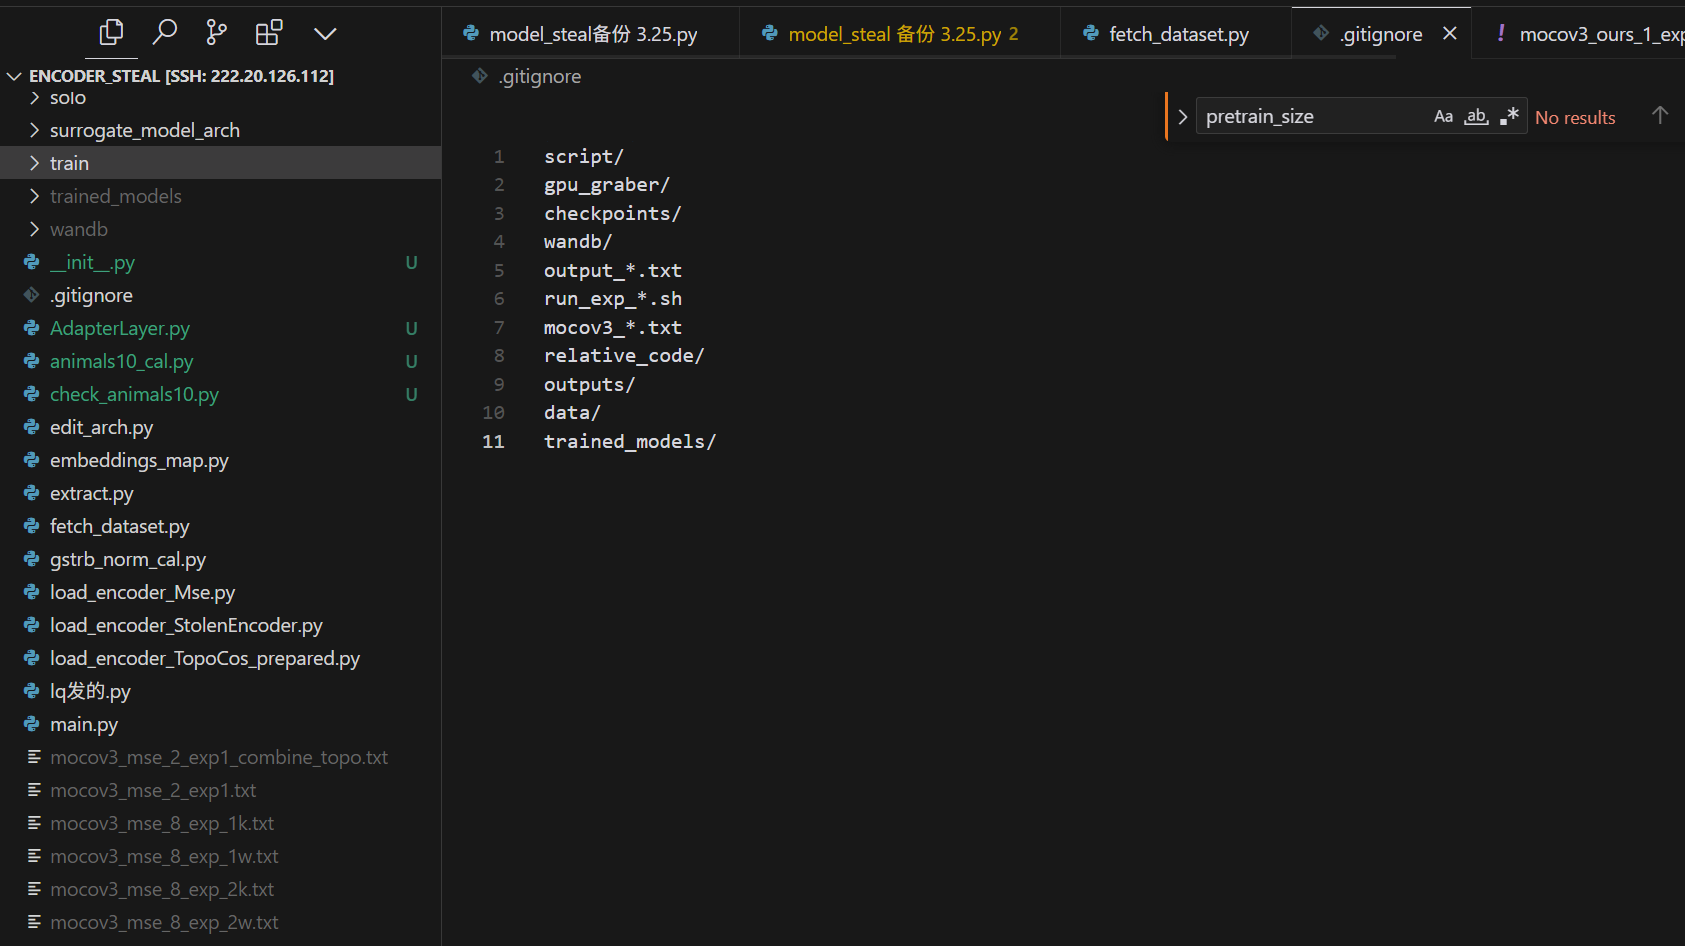 model_steal备份 3.25.py
model_steal 备份 3.25.py 2
fetch_dataset.py
.gitignore
mocov3_ours_1_exp
ENCODER_STEAL [SSH: 222.20.126.112]
solo
surrogate_model_arch
train
trained_models
wandb
__init__.py U
.gitignore
AdapterLayer.py U
animals10_cal.py U
check_animals10.py U
edit_arch.py
embeddings_map.py
extract.py
fetch_dataset.py
gstrb_norm_cal.py
load_encoder_Mse.py
load_encoder_StolenEncoder.py
load_encoder_TopoCos_prepared.py
lq发的.py
main.py
mocov3_mse_2_exp1_combine_topo.txt
mocov3_mse_2_exp1.txt
mocov3_mse_8_exp_1k.txt
mocov3_mse_8_exp_1w.txt
mocov3_mse_8_exp_2k.txt
mocov3_mse_8_exp_2w.txt
.gitignore
pretrain_size Aa ab .* No results
1 script/
2 gpu_graber/
3 checkpoints/
4 wandb/
5 output_*.txt
6 run_exp_*.sh
7 mocov3_*.txt
8 relative_code/
9 outputs/
10 data/
11 trained_models/